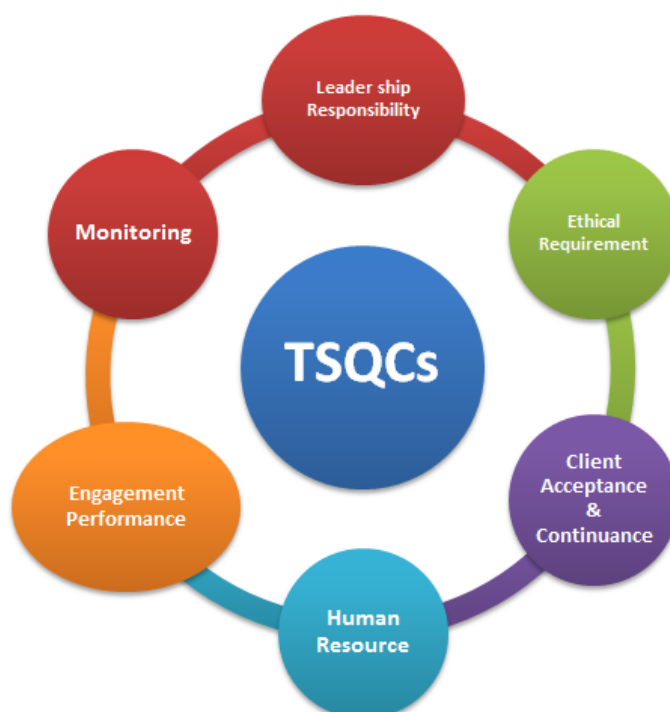 Leader ship
Responsibility
Ethical
Requirement
Client
Acceptance
&
Continuance
Human
Resource
Engagement
Performance
Monitoring
TSQCs